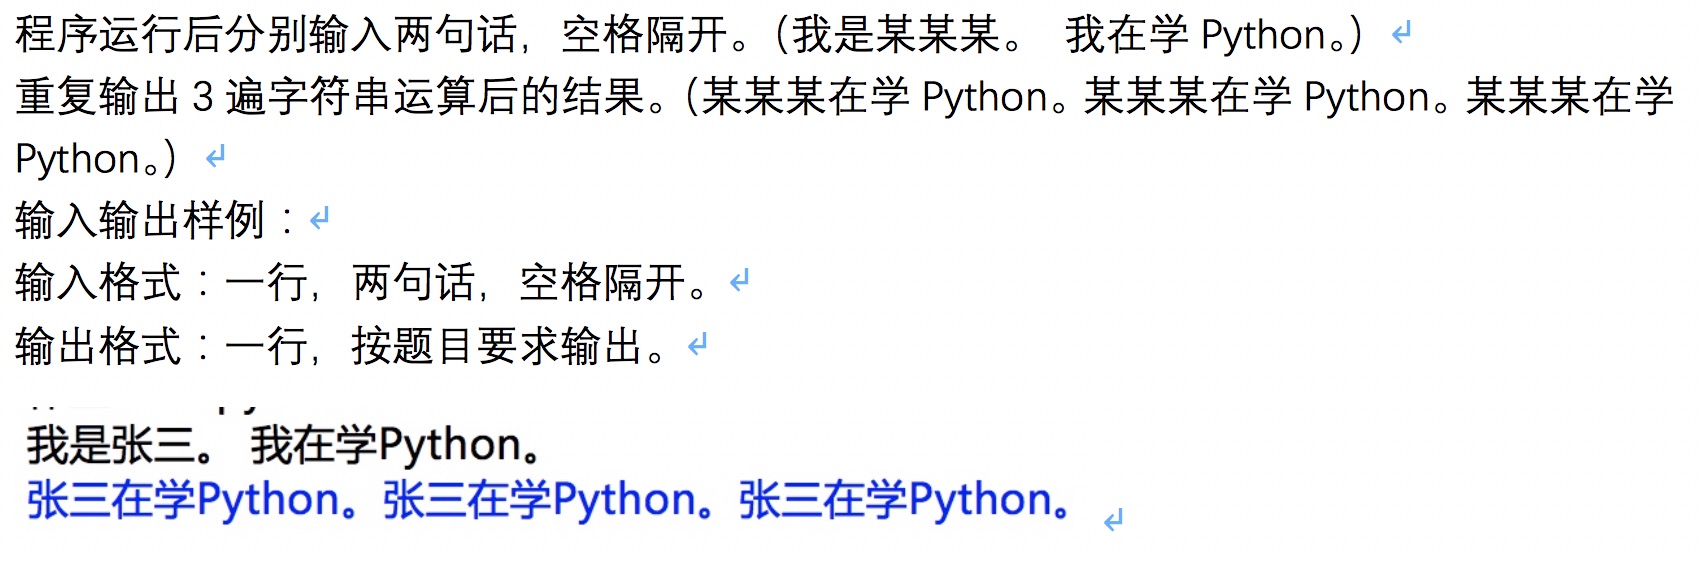 程序运行后分别输入两句话，空格隔开。（我是某某某。 我在学 Python。）
重复输出 3 遍字符串运算后的结果。（某某某在学 Python。某某某在学 Python。某某某在学
Python。）
输入输出样例：
输入格式：一行，两句话，空格隔开。
输出格式：一行，按题目要求输出。
我是张三。 我在学Python。
张三在学Python。张三在学Python。张三在学Python。